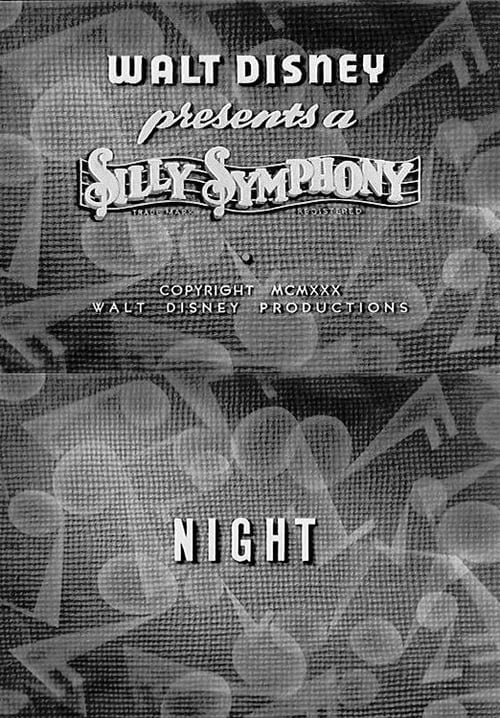 WALT DISNEY
presents a
SILLY SYMPHONY
TRADE MARK REGISTERED
COPYRIGHT MCMXXX
WALT DISNEY PRODUCTIONS
NIGHT